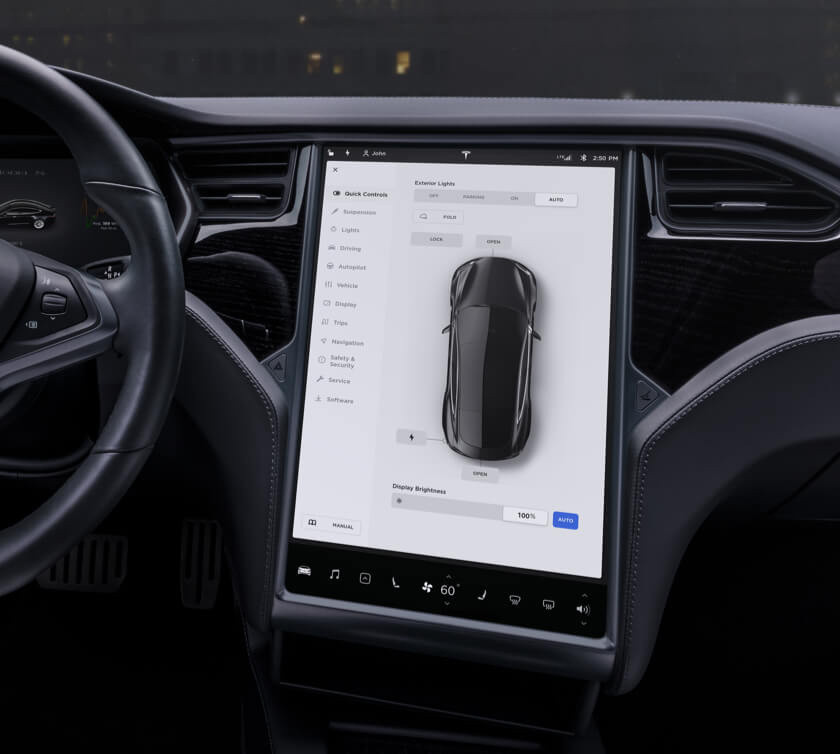 John
LTE
2:50 PM
Quick Controls
Suspension
Lights
Driving
Autopilot
Vehicle
Display
Trips
Navigation
Safety &
Security
Service
Software
MANUAL
Exterior Lights
OFF PARKING ON AUTO
FOLD
LOCK
OPEN
OPEN
Display Brightness
100% AUTO
60°